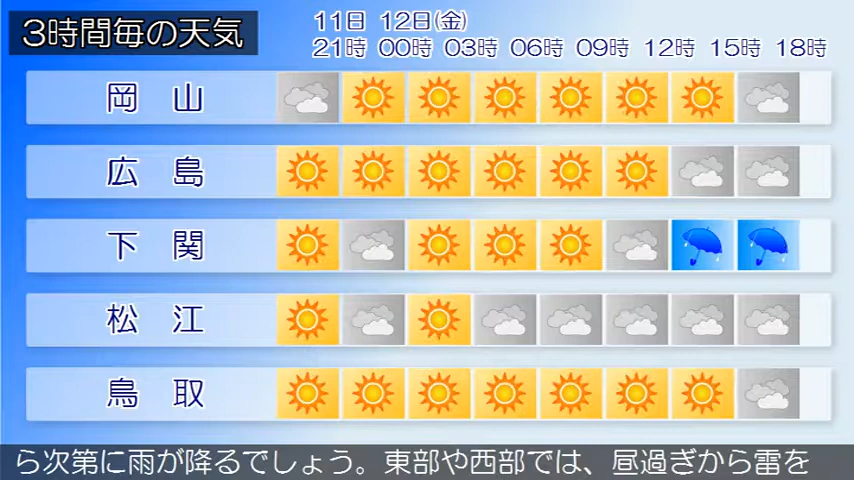 3時間毎の天気
11日 12日(金)
21時 00時 03時 06時 09時 12時 15時 18時
岡 山
広 島
下 関
松 江
鳥 取
ら次第に雨が降るでしょう。東部や西部では、昼過ぎから雷を